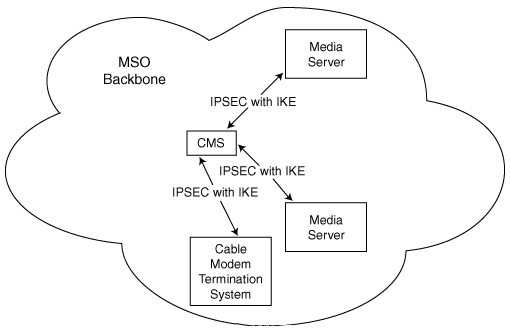 MSO
Backbone
Media
Server
IPSEC with IKE
CMS
IPSEC with IKE
IPSEC with IKE
Media
Server
Cable
Modem
Termination
System